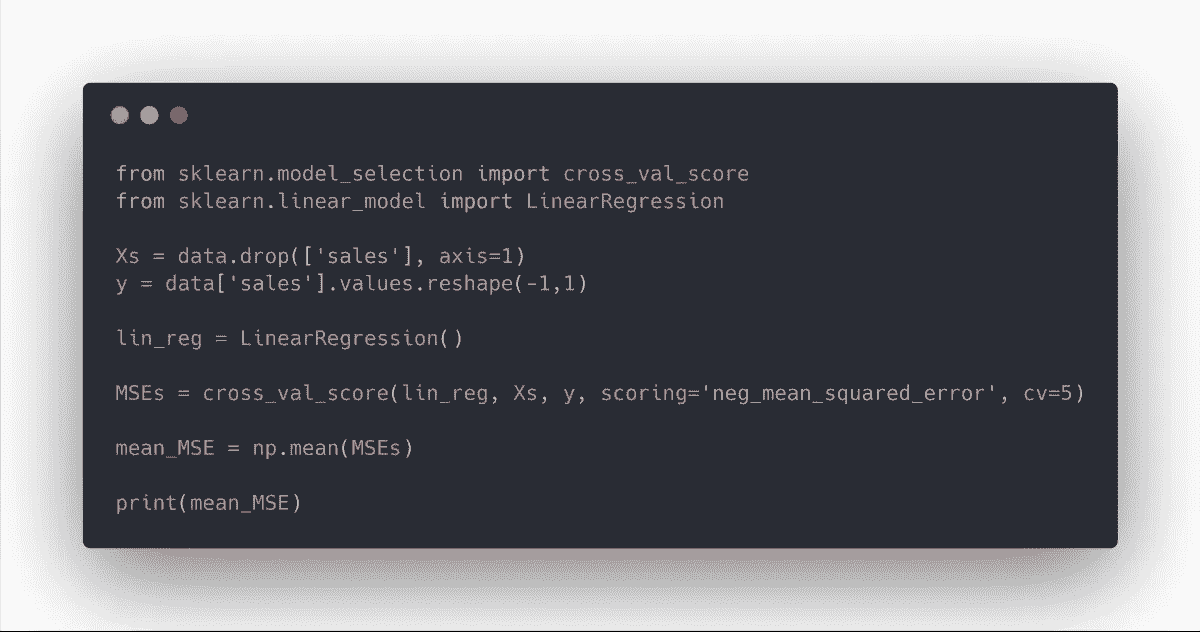 from sklearn.model_selection import cross_val_score
from sklearn.linear_model import LinearRegression
Xs = data.drop(['sales'], axis=1)
y = data['sales'].values.reshape(-1,1)
lin_reg = LinearRegression()
MSEs = cross_val_score(lin_reg, Xs, y, scoring='neg_mean_squared_error', cv=5)
mean_MSE = np.mean(MSEs)
print(mean_MSE)